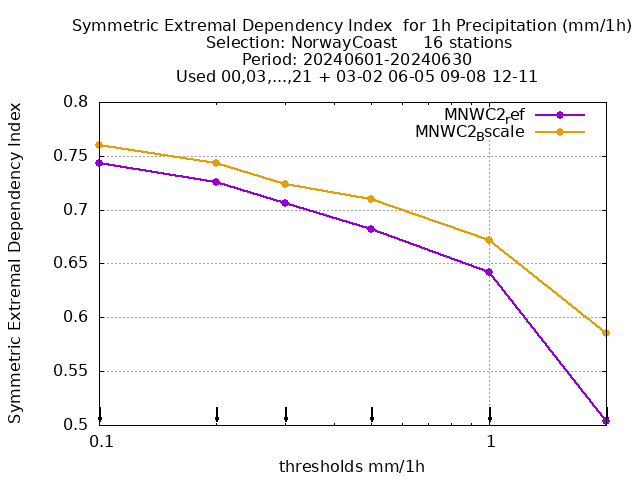 Symmetric Extremal Dependency Index  for 1h Precipitation (mm/1h)
Selection: NorwayCoast     16 stations
Period: 20240601-20240630
Used 00,03,...,21 + 03-02 06-05 09-08 12-11
MNWC2ref
MNWC2Bscale
Symmetric Extremal Dependency Index
0.8
0.75
0.7
0.65
0.6
0.55
0.5
0.1
1
thresholds mm/1h